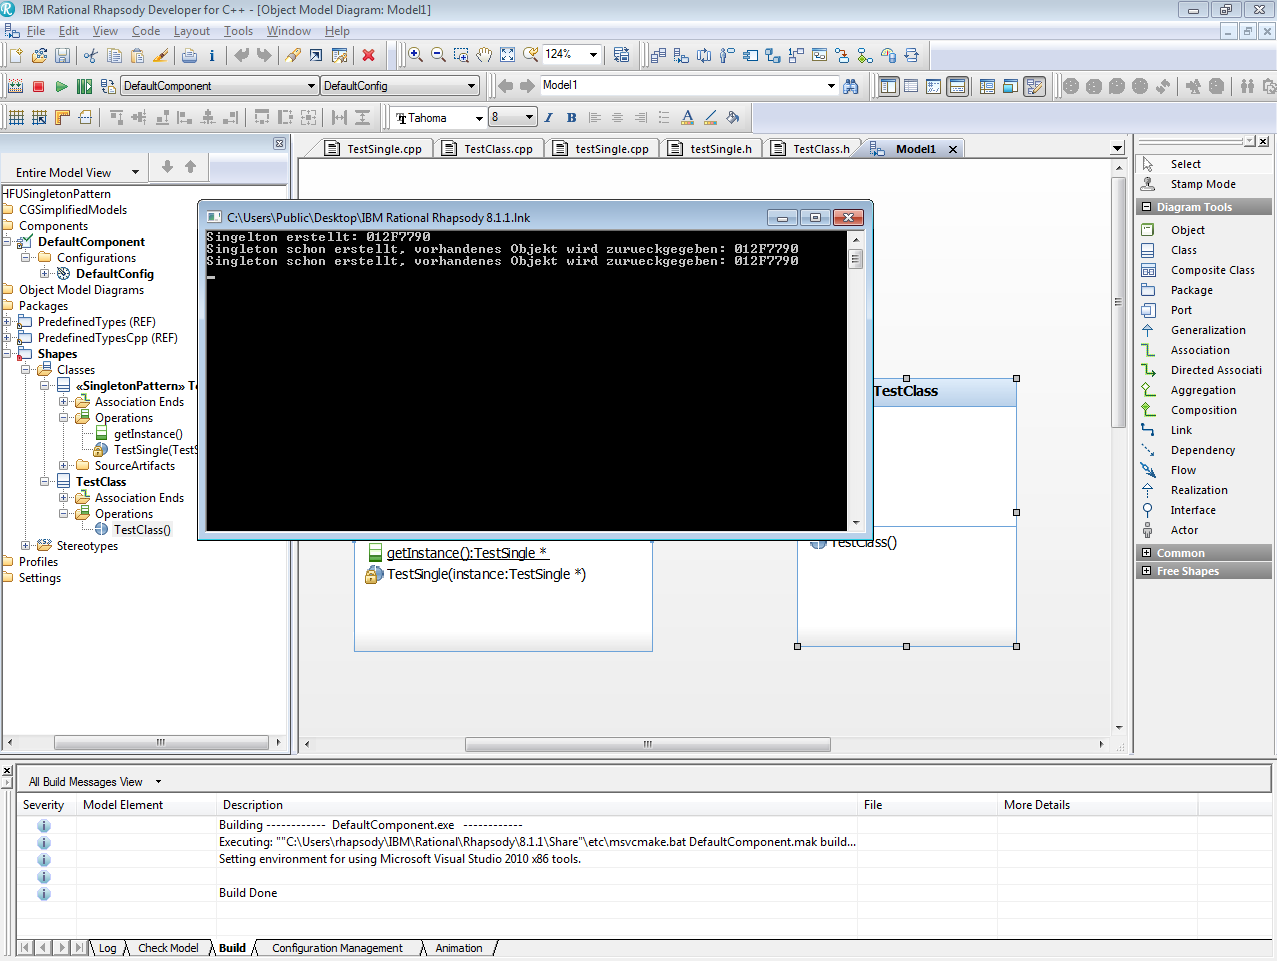 IBM Rational Rhapsody Developer for C++ - [Object Model Diagram: Model1]
File Edit View Code Layout Tools Window Help
124%
DefaultComponent DefaultConfig Model1
Tahoma 8
TestSingle.cpp TestClass.cpp testSingle.cpp testSingle.h TestClass.h Model1
Entire Model View
HFUSingletonPattern
CGSimplifiedModels
Components
DefaultComponent
Configurations
DefaultConfig
Object Model Diagrams
Packages
PredefinedTypes (REF)
PredefinedTypesCpp (REF)
Shapes
Classes
«SingletonPattern» Te
Association Ends
Operations
getInstance()
TestSingle(TestS
SourceArtifacts
TestClass
Association Ends
Operations
TestClass()
Stereotypes
Profiles
Settings
C:\Users\Public\Desktop\IBM Rational Rhapsody 8.1.1.lnk
Singelton erstellt: 012F7790
Singleton schon erstellt, vorhandenes Objekt wird zurueckgegeben: 012F7790
Singleton schon erstellt, vorhandenes Objekt wird zurueckgegeben: 012F7790
getInstance():TestSingle *
TestSingle(instance:TestSingle *)
TestClass
TestClass()
Select
Stamp Mode
Diagram Tools
Object
Class
Composite Class
Package
Port
Generalization
Association
Directed Associati
Aggregation
Composition
Link
Dependency
Flow
Realization
Interface
Actor
Common
Free Shapes
All Build Messages View
Severity Model Element Description File More Details
Building ------------ DefaultComponent.exe ------------
Executing: ""C:\Users\rhapsody\IBM\Rational\Rhapsody\8.1.1\Share"\etc\msvcmake.bat DefaultComponent.mak build...
Setting environment for using Microsoft Visual Studio 2010 x86 tools.
Build Done
Log Check Model Build Configuration Management Animation